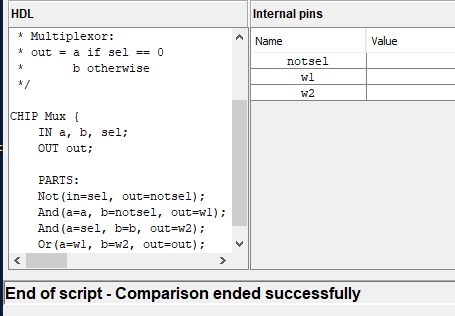 HDL
* Multiplexor:
* out = a if sel == 0
*       b otherwise
*/
CHIP Mux {
IN a, b, sel;
OUT out;
PARTS:
Not(in=sel, out=notsel);
And(a=a, b=notsel, out=w1);
And(a=sel, b=b, out=w2);
Or(a=w1, b=w2, out=out);
Internal pins
Name Value
notsel
w1
w2
End of script - Comparison ended successfully